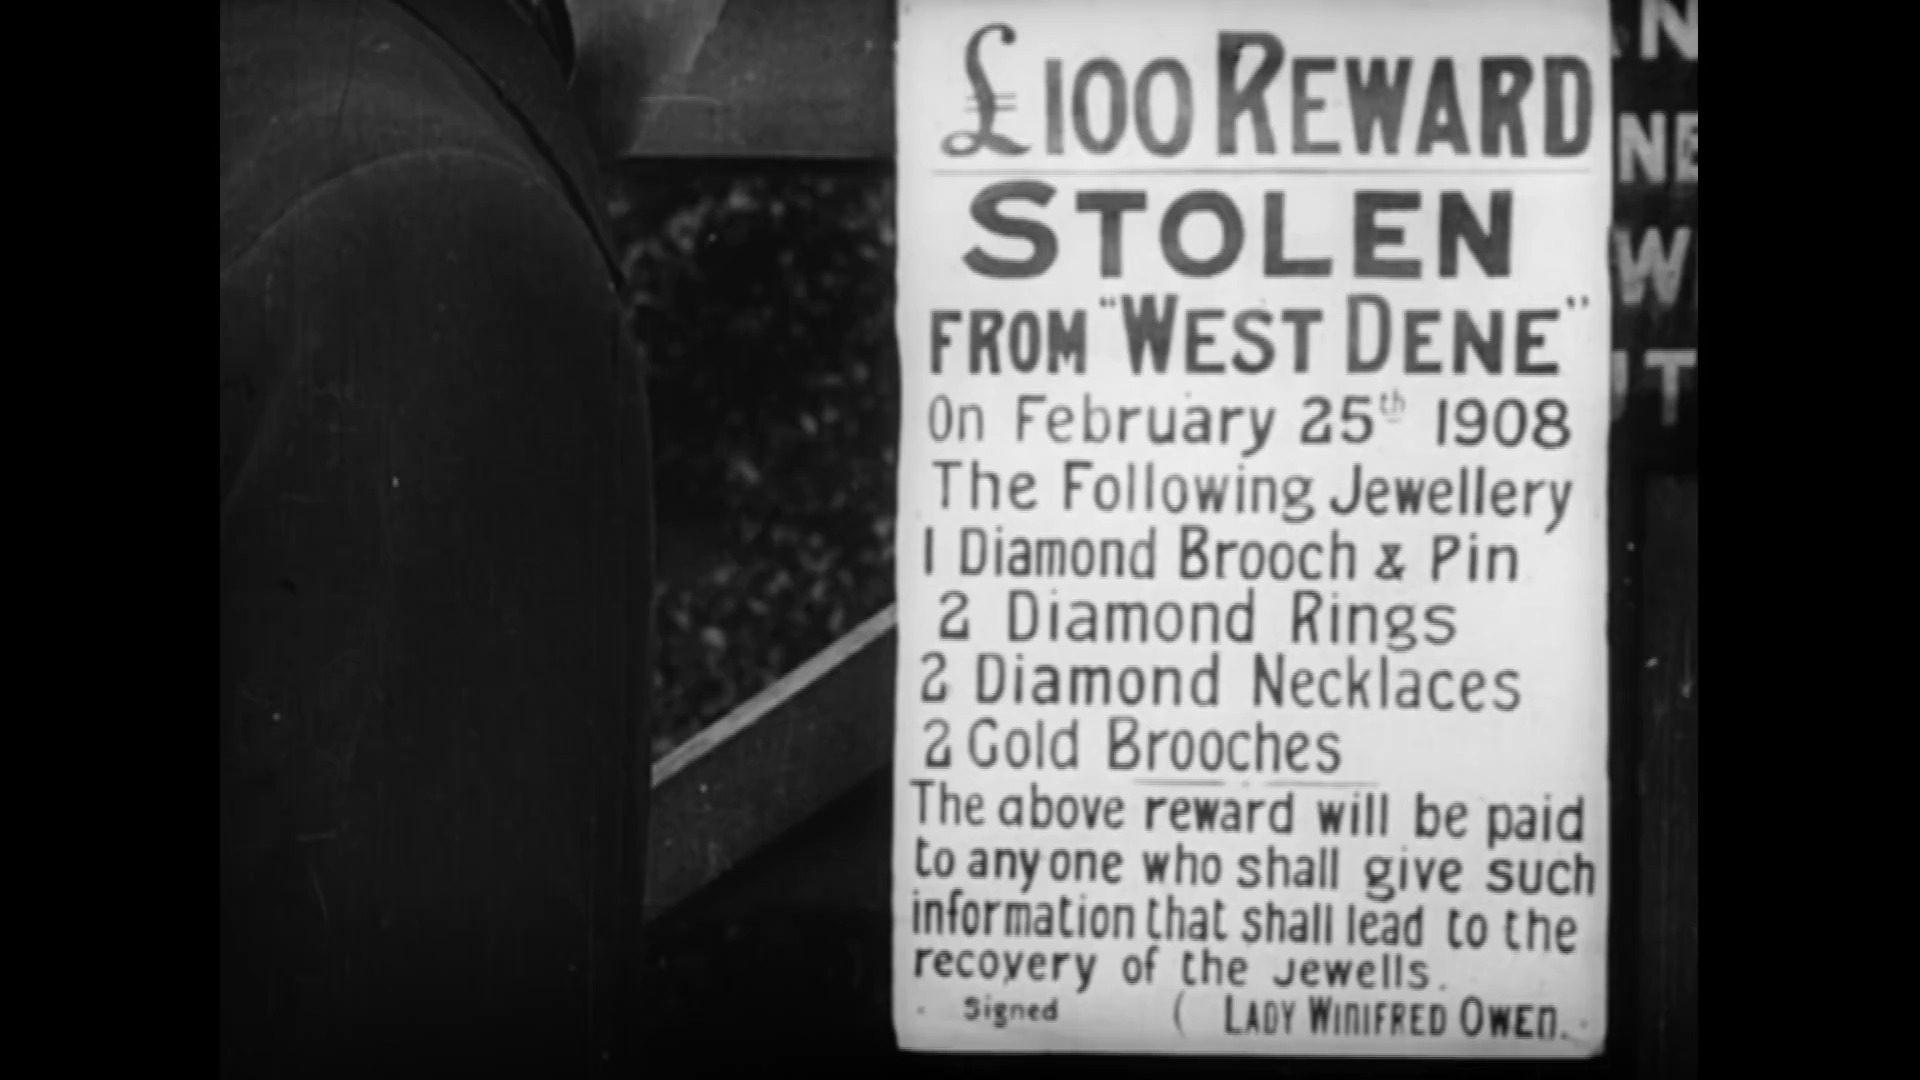 £100 REWARD
STOLEN
FROM "WEST DENE"
On February 25th 1908
The Following Jewellery
1 Diamond Brooch & Pin
2 Diamond Rings
2 Diamond Necklaces
2 Gold Brooches
The above reward will be paid
to anyone who shall give such
information that shall lead to the
recovery of the Jewells.
Signed ( LADY WINIFRED OWEN.